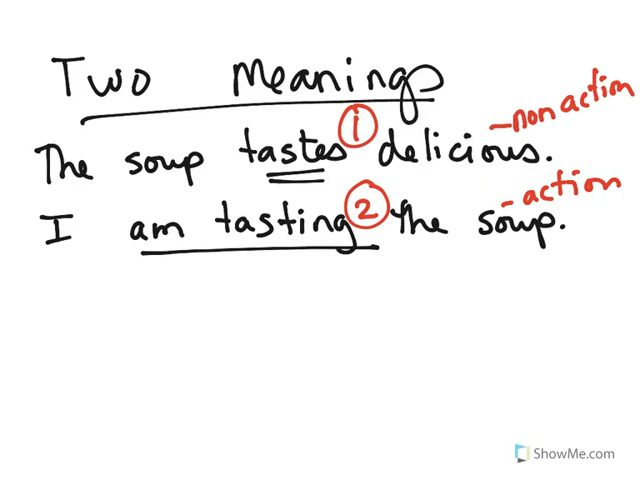 Two Meanings
The soup tastes ① delicious. - non action
I am tasting ② the soup. - action
ShowMe.com